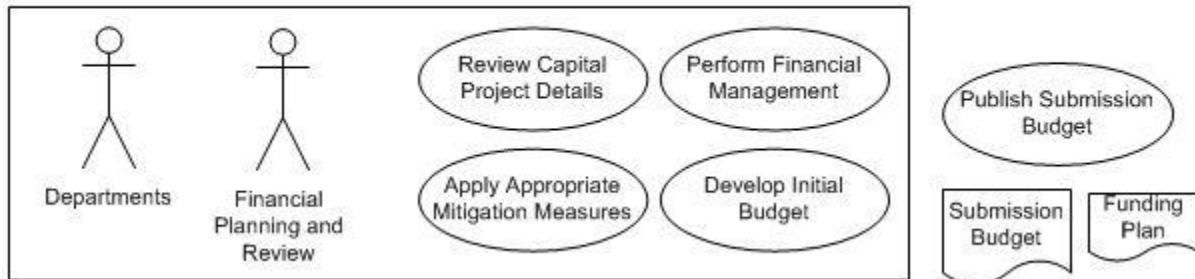 Departments
Financial
Planning and
Review
Review Capital
Project Details
Perform Financial
Management
Apply Appropriate
Mitigation Measures
Develop Initial
Budget
Publish Submission
Budget
Submission
Budget
Funding
Plan